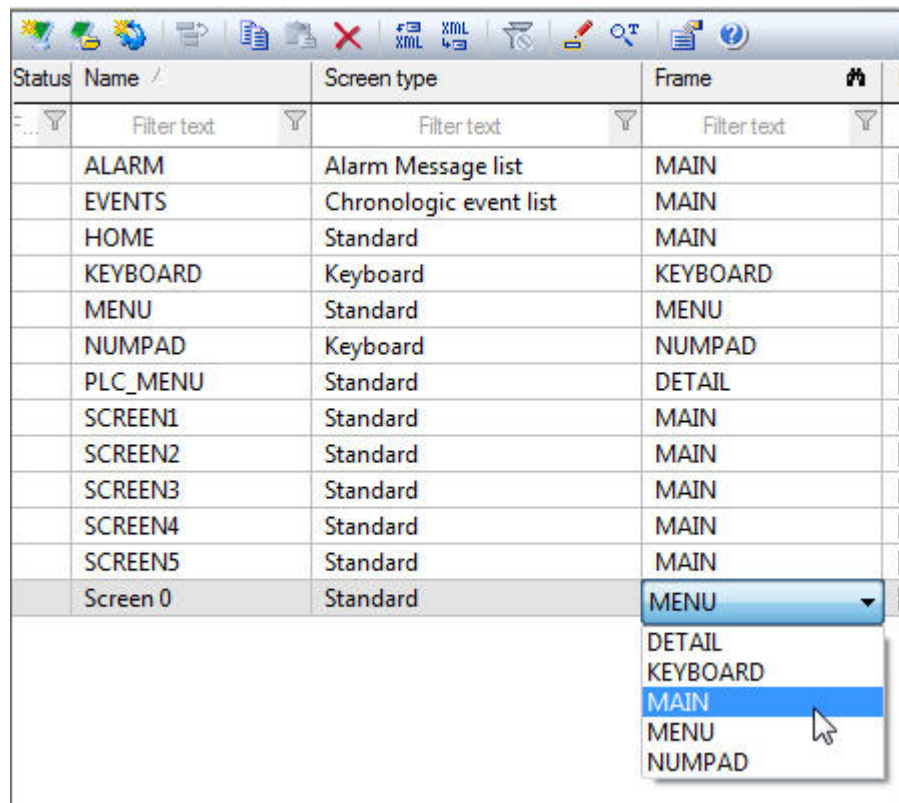 XML XML
Status Name Screen type Frame
F... Filter text Filter text Filter text
ALARM Alarm Message list MAIN
EVENTS Chronologic event list MAIN
HOME Standard MAIN
KEYBOARD Keyboard KEYBOARD
MENU Standard MENU
NUMPAD Keyboard NUMPAD
PLC_MENU Standard DETAIL
SCREEN1 Standard MAIN
SCREEN2 Standard MAIN
SCREEN3 Standard MAIN
SCREEN4 Standard MAIN
SCREEN5 Standard MAIN
Screen 0 Standard MENU
DETAIL
KEYBOARD
MAIN
MENU
NUMPAD